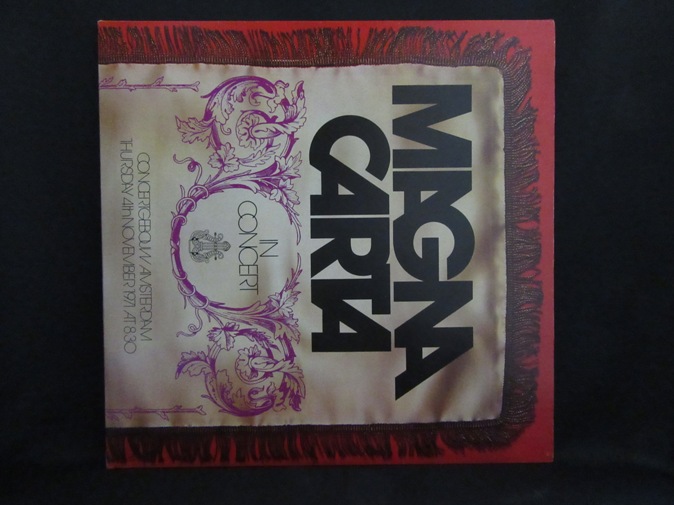 MAGNA
CARTA
IN
CONCERT
CONCERTGEBOUW AMSTERDAM
THURSDAY 4TH NOVEMBER 1971 AT 8.30